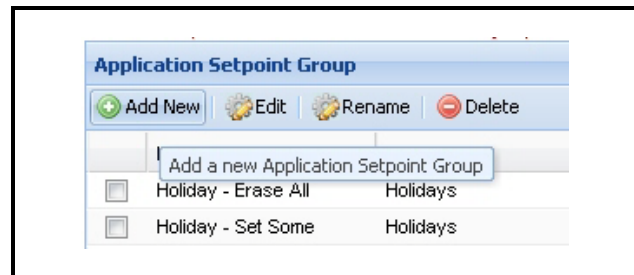 Application Setpoint Group
Add New Edit Rename Delete
Add a new Application Setpoint Group
Holiday - Erase All Holidays
Holiday - Set Some Holidays